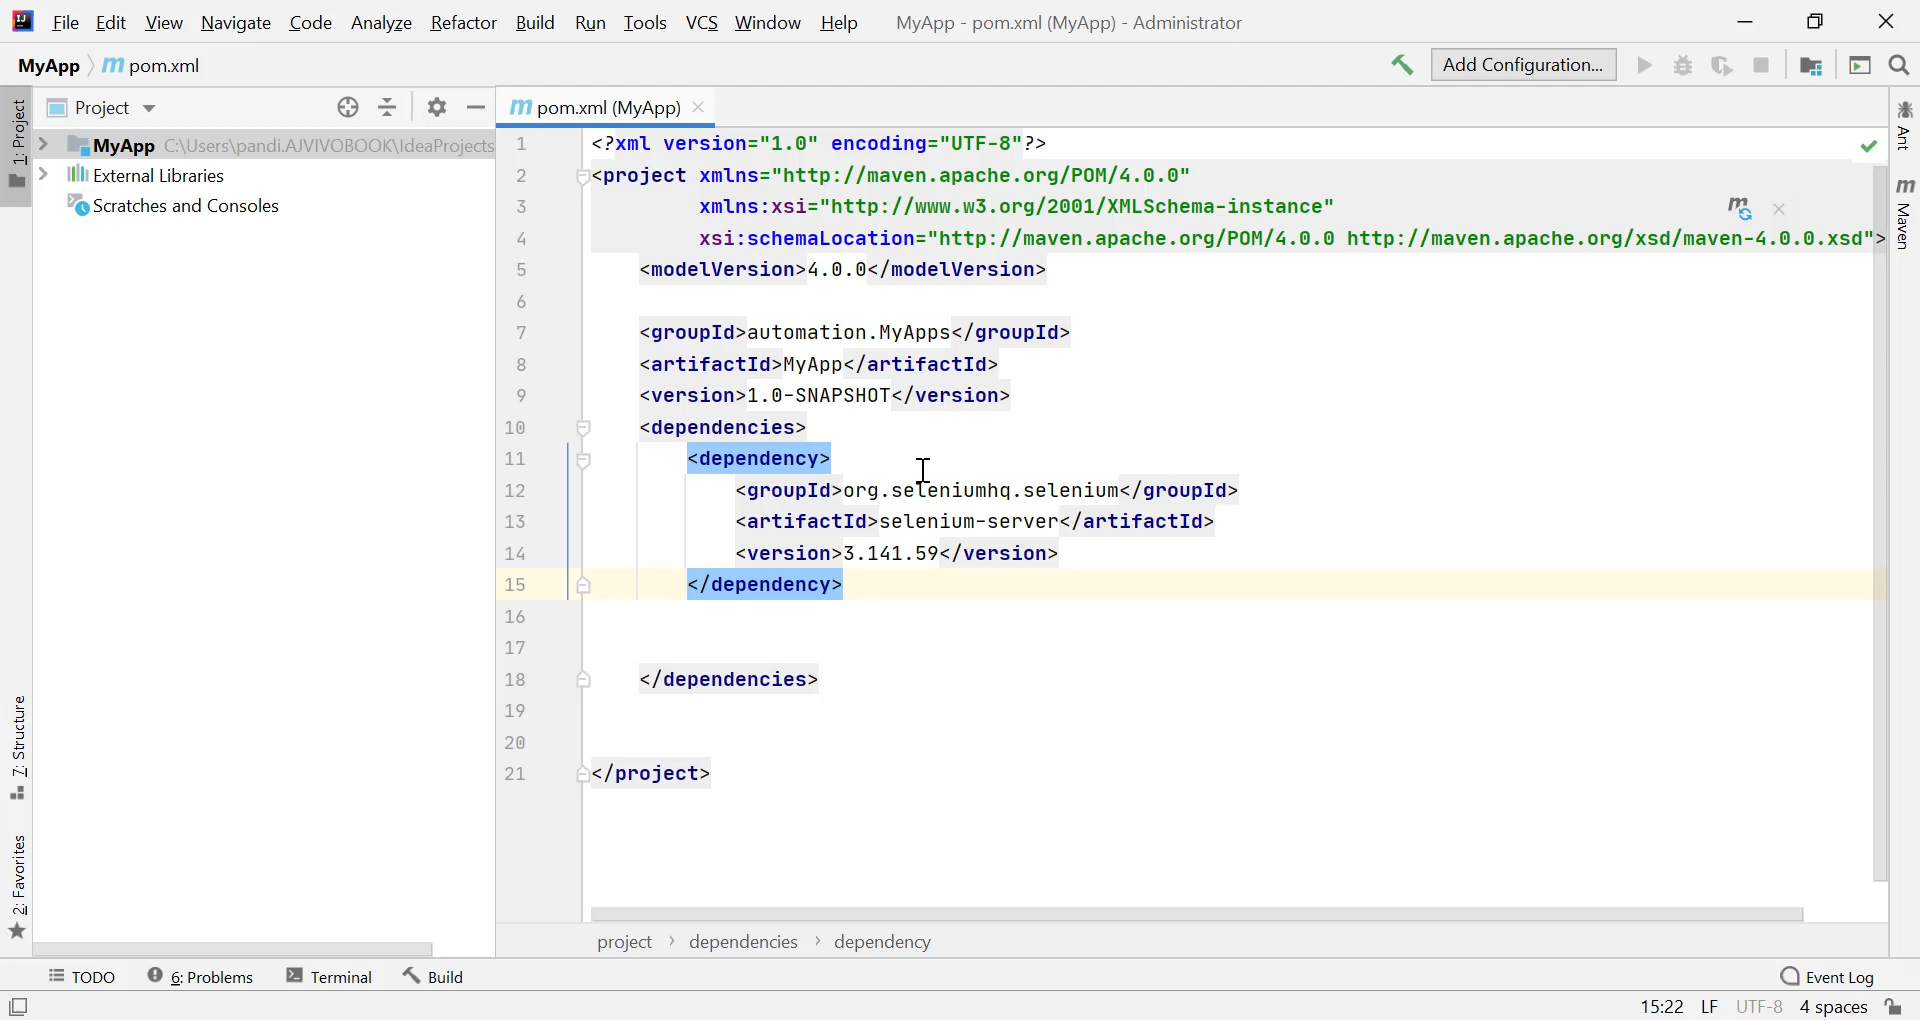 File Edit View Navigate Code Analyze Refactor Build Run Tools VCS Window Help MyApp - pom.xml (MyApp) - Administrator
MyApp m pom.xml Add Configuration...
Project
m pom.xml (MyApp)
1: Project
MyApp C:\Users\pandi.AJVIVOBOOK\IdeaProjects
External Libraries
Scratches and Consoles
7: Structure
2: Favorites
1 <?xml version="1.0" encoding="UTF-8"?>
2 <project xmlns="http://maven.apache.org/POM/4.0.0"
3 xmlns:xsi="http://www.w3.org/2001/XMLSchema-instance"
4 xsi:schemaLocation="http://maven.apache.org/POM/4.0.0 http://maven.apache.org/xsd/maven-4.0.0.xsd">
5 <modelVersion>4.0.0</modelVersion>
6
7 <groupId>automation.MyApps</groupId>
8 <artifactId>MyApp</artifactId>
9 <version>1.0-SNAPSHOT</version>
10 <dependencies>
11 <dependency>
12 <groupId>org.seleniumhq.selenium</groupId>
13 <artifactId>selenium-server</artifactId>
14 <version>3.141.59</version>
15 </dependency>
16
17
18 </dependencies>
19
20
21 </project>
m
Ant
m Maven
project › dependencies › dependency
TODO 6: Problems Terminal Build Event Log
15:22 LF UTF-8 4 spaces